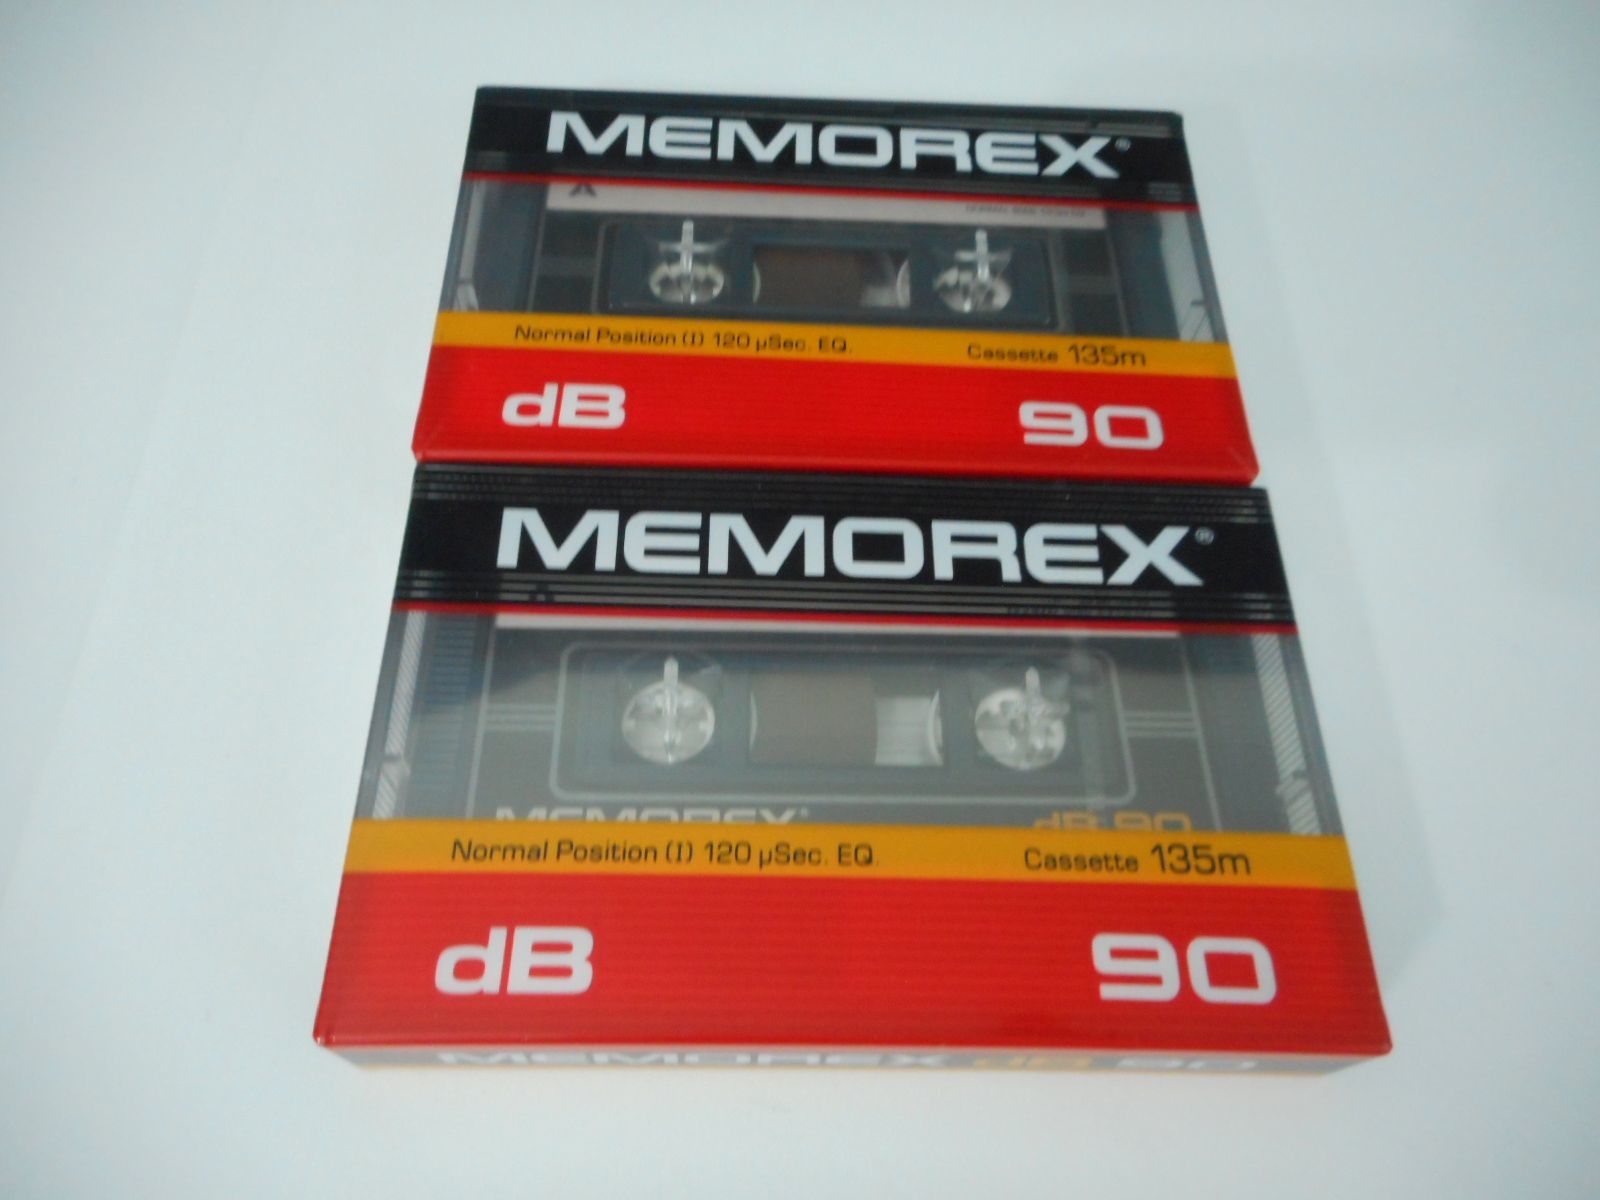 MEMOREX®
A
Normal Position (I) 120 µSec. EQ. Cassette 135m
dB 90
MEMOREX®
MEMOREX dB 90
Normal Position (I) 120 µSec. EQ. Cassette 135m
dB 90
MEMOREX dB 90